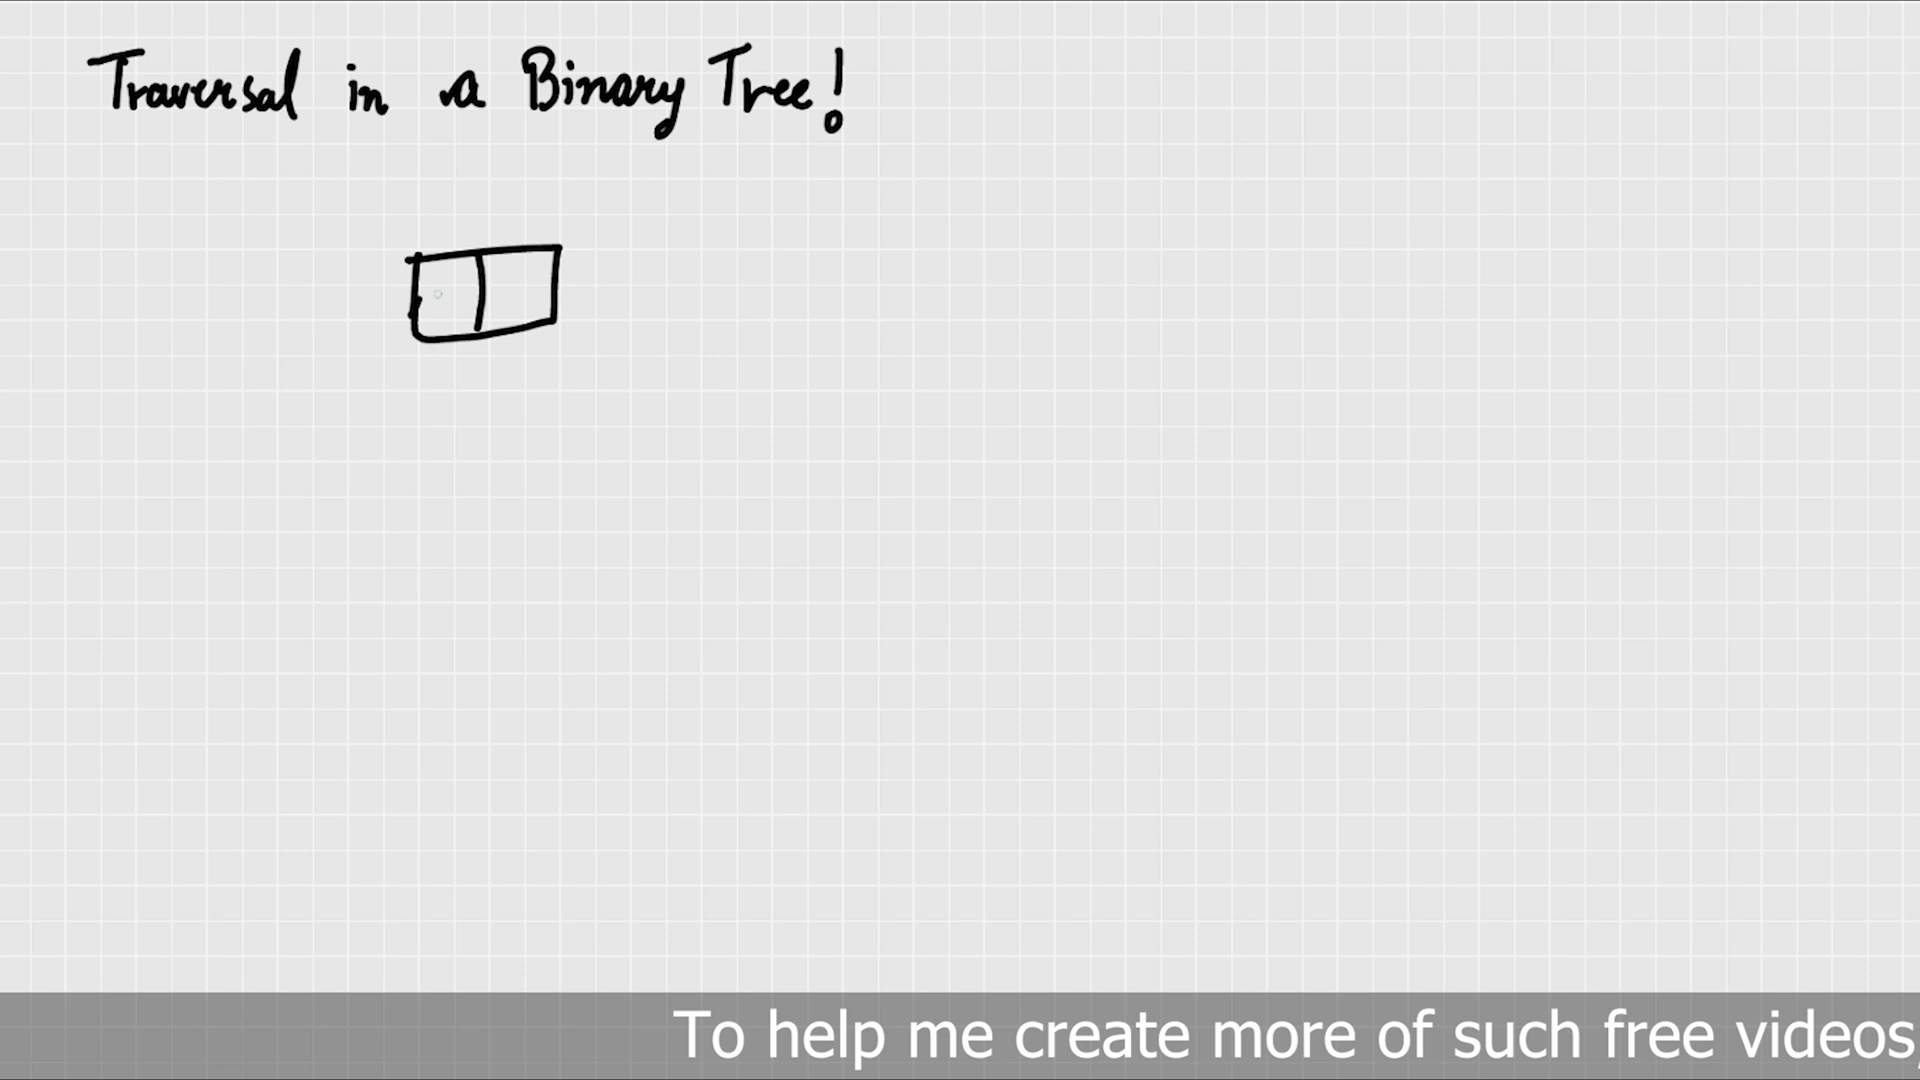 Traversal in a Binary Tree!
To help me create more of such free videos,